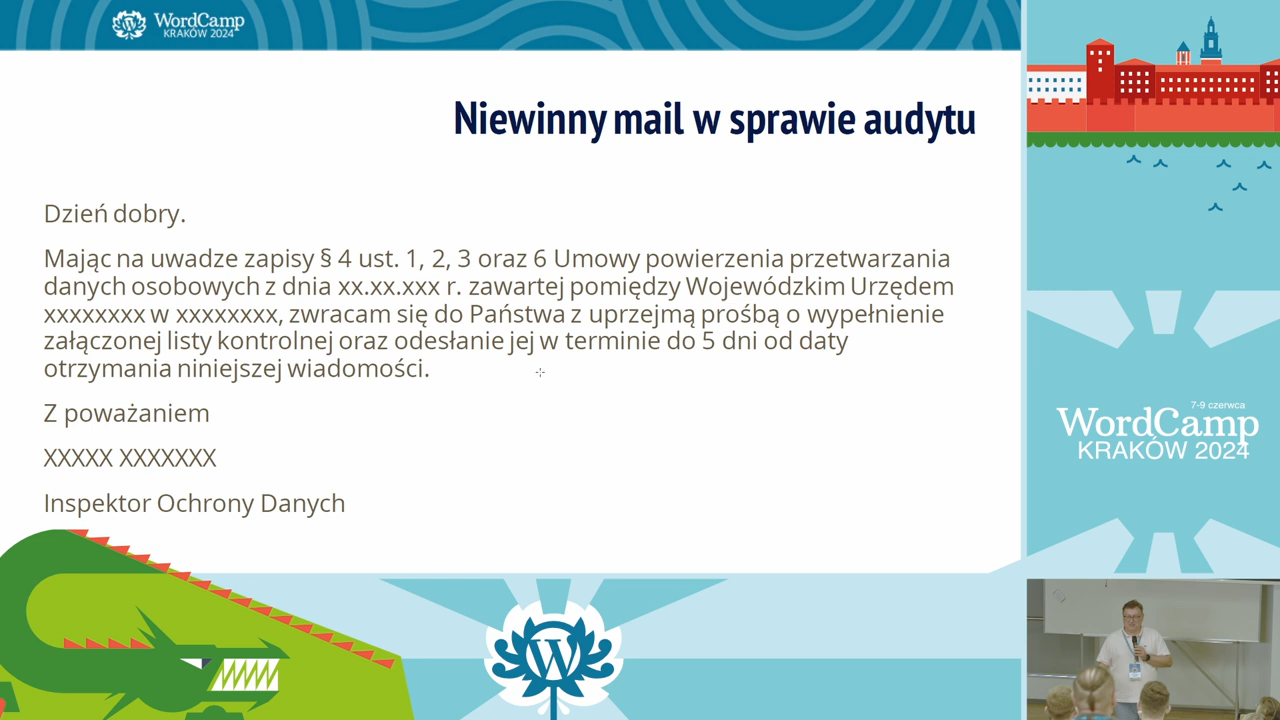 WordCamp
KRAKÓW 2024
Niewinny mail w sprawie audytu
Dzień dobry.
Mając na uwadze zapisy § 4 ust. 1, 2, 3 oraz 6 Umowy powierzenia przetwarzania
danych osobowych z dnia xx.xx.xxx r. zawartej pomiędzy Wojewódzkim Urzędem
xxxxxxxx w xxxxxxxx, zwracam się do Państwa z uprzejmą prośbą o wypełnienie
załączonej listy kontrolnej oraz odesłanie jej w terminie do 5 dni od daty
otrzymania niniejszej wiadomości.
Z poważaniem
XXXXX XXXXXXX
Inspektor Ochrony Danych
7-9 czerwca
WordCamp
KRAKÓW 2024